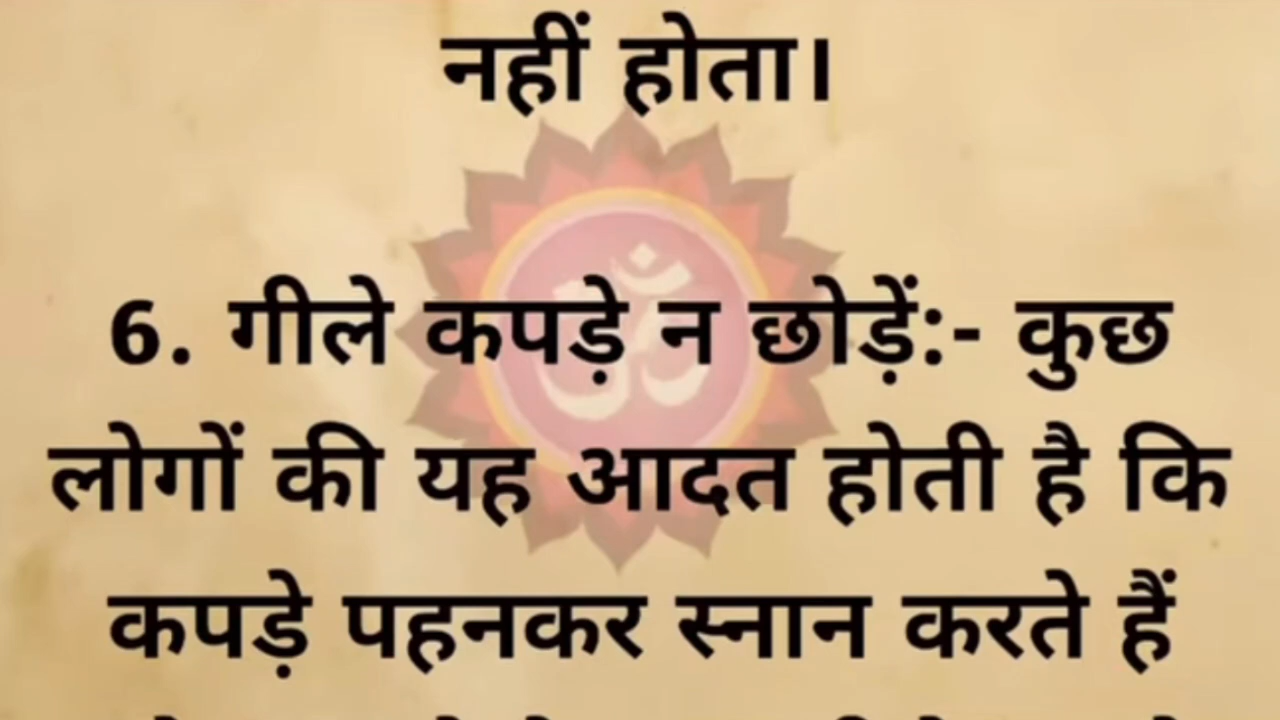 नहीं होता।
6. गीले कपड़े न छोड़ें:- कुछ
लोगों की यह आदत होती है कि
कपड़े पहनकर स्नान करते हैं